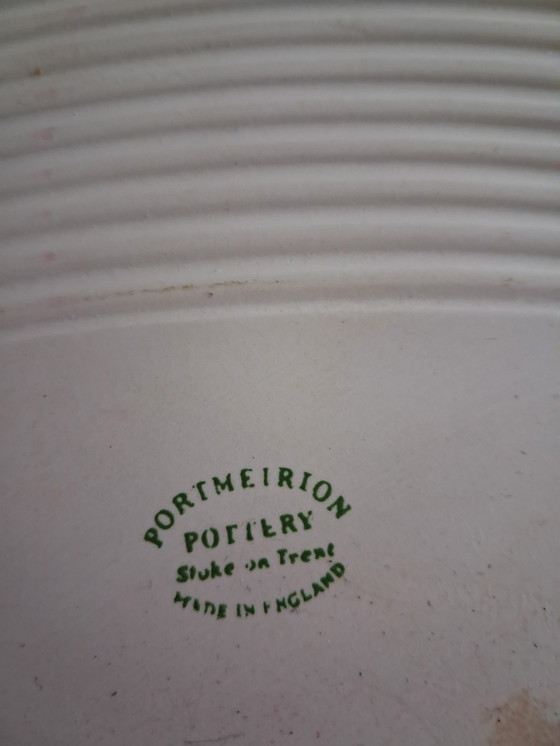 PORTMEIRION
POTTERY
Stoke on Trent
MADE IN ENGLAND